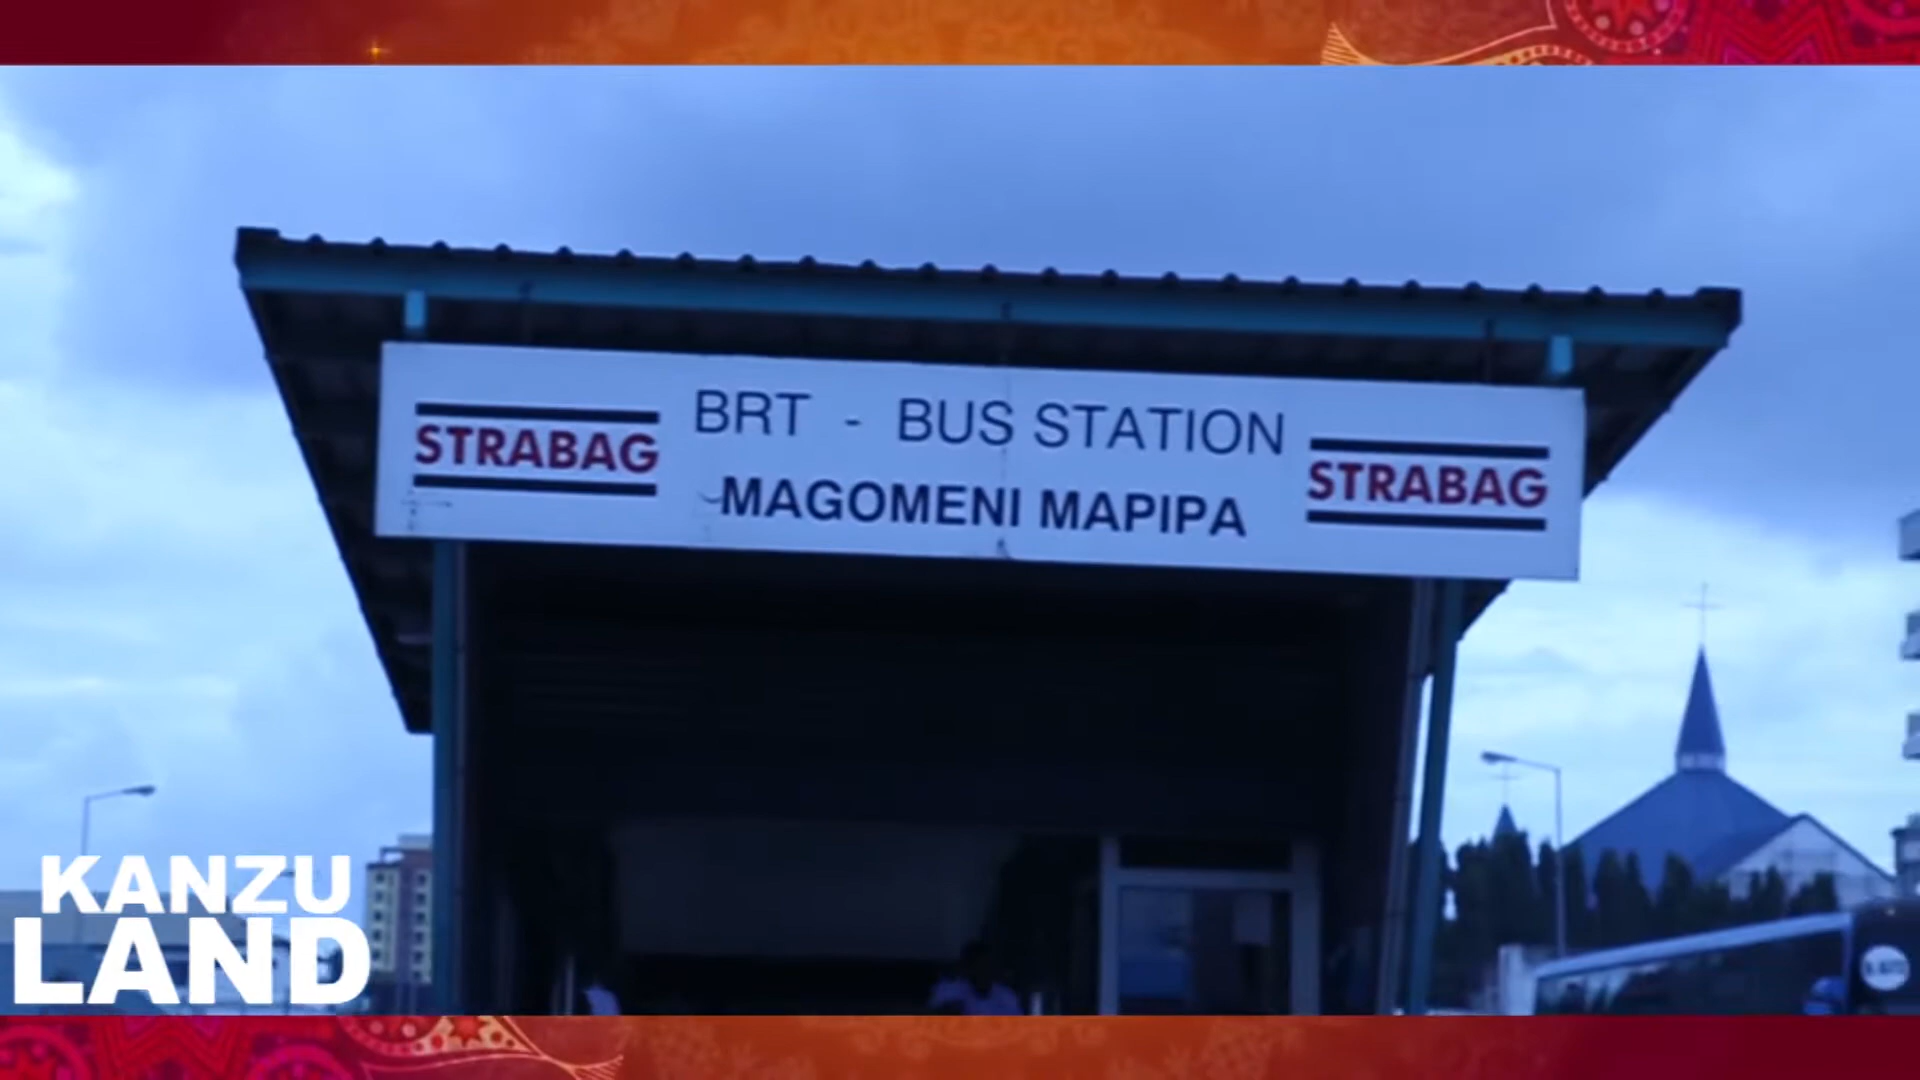 STRABAG
BRT - BUS STATION
MAGOMENI MAPIPA
STRABAG
KANZU
LAND